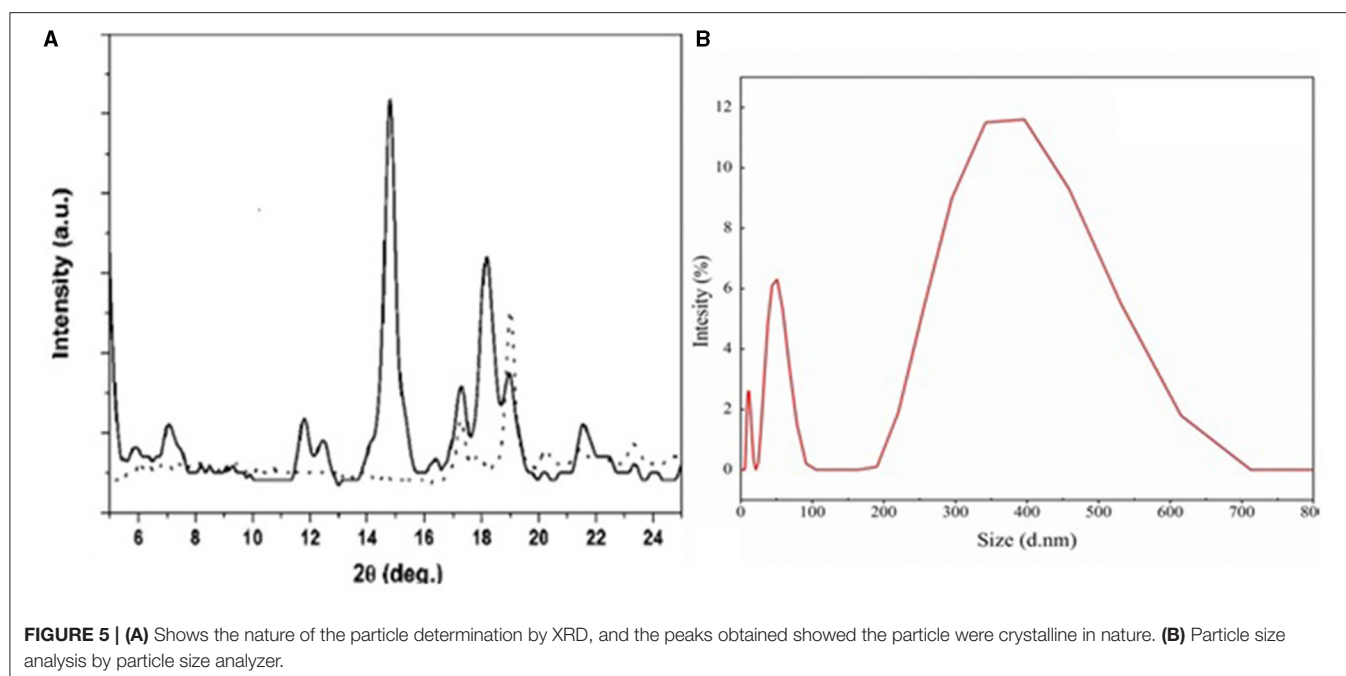 A
Intensity (a.u.)
6 8 10 12 14 16 18 20 22 24
2θ (deg.)
B
12
10
8
6
4
2
0
Intesity (%)
0 100 200 300 400 500 600 700 80
Size (d.nm)
FIGURE 5 | (A) Shows the nature of the particle determination by XRD, and the peaks obtained showed the particle were crystalline in nature. (B) Particle size
analysis by particle size analyzer.